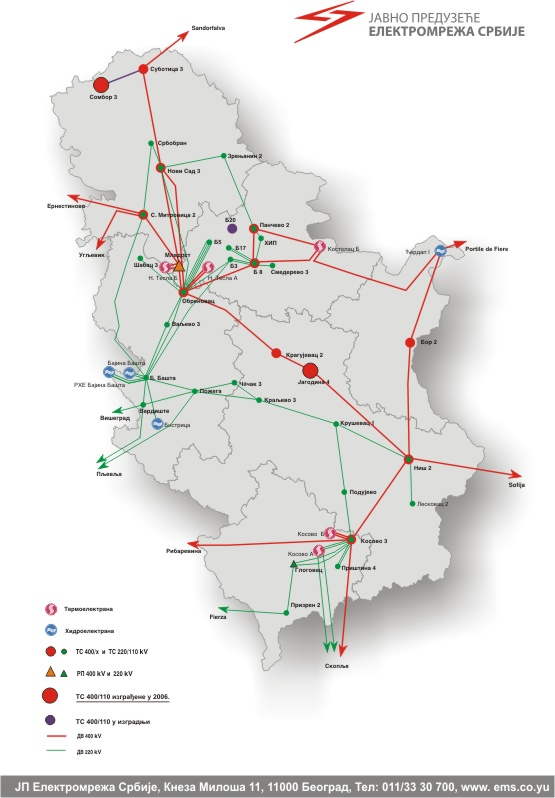 ЈАВНО ПРЕДУЗЕЋЕ
ЕЛЕКТРОМРЕЖА СРБИЈЕ
Sandorfalva
Суботица 3
Сомбор 3
Србобран
Зрењанин 2
Нови Сад 3
Ернестиново
С. Митровица 2
Б20
Панчево 2
Угљевик
Младост
Б5
Б17
ХИП
Костолац Б
Ђердап I
Portile de Fiere
Шабац 3
Н. Тесла Б
Н. Тесла А
Б3
Б 8
Смедерево 3
Обреновац
Ваљево 3
Бор 2
Крагујевац 2
Бајина Башта
Јагодина 4
РХЕ Бајина Башта
Б. Башта
Пожега
Чачак 3
Краљево 3
Вишеград
Вардиште
Бистрица
Крушевац 1
Пљевља
Ниш 2
Sofija
Подујево
Лесковац 2
Косово Б
Косово 3
Рибаревина
Косово А
Глоговац
Приштина 4
Призрен 2
Fierza
Скопље
Термоелектрана
Хидроелектрана
ТС 400/x и ТС 220/110 kV
РП 400 kV и 220 kV
ТС 400/110 изграђене у 2006.
ТС 400/110 у изградњи
ДВ 400 kV
ДВ 220 kV
ЈП Електромрежа Србије, Кнеза Милоша 11, 11000 Београд, Тел: 011/33 30 700, www. ems.co.yu